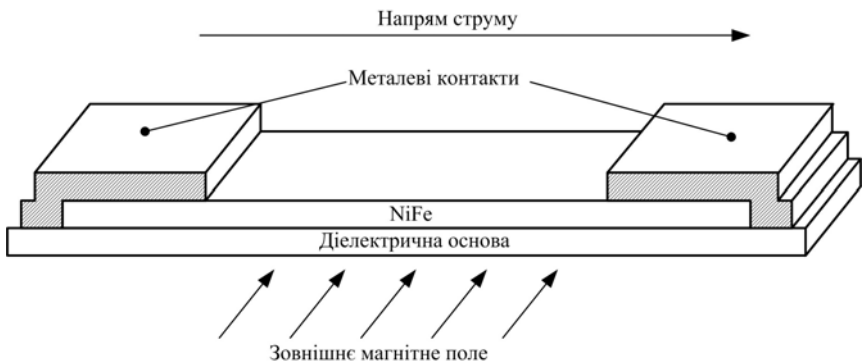 Напрям струму
Металеві контакти
NiFe
Діелектрична основа
Зовнішнє магнітне поле